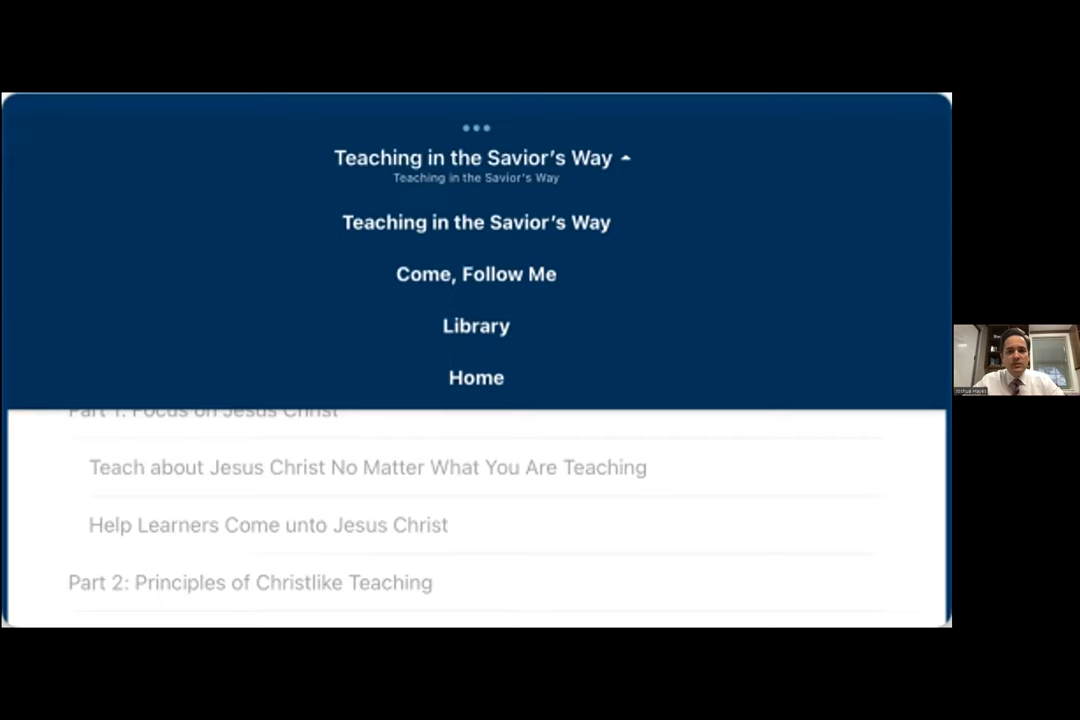 Teaching in the Savior's Way
Teaching in the Savior's Way
Teaching in the Savior's Way
Come, Follow Me
Library
Home
Part 1: Focus on Jesus Christ
Teach about Jesus Christ No Matter What You Are Teaching
Help Learners Come unto Jesus Christ
Part 2: Principles of Christlike Teaching
Joshua Hayes